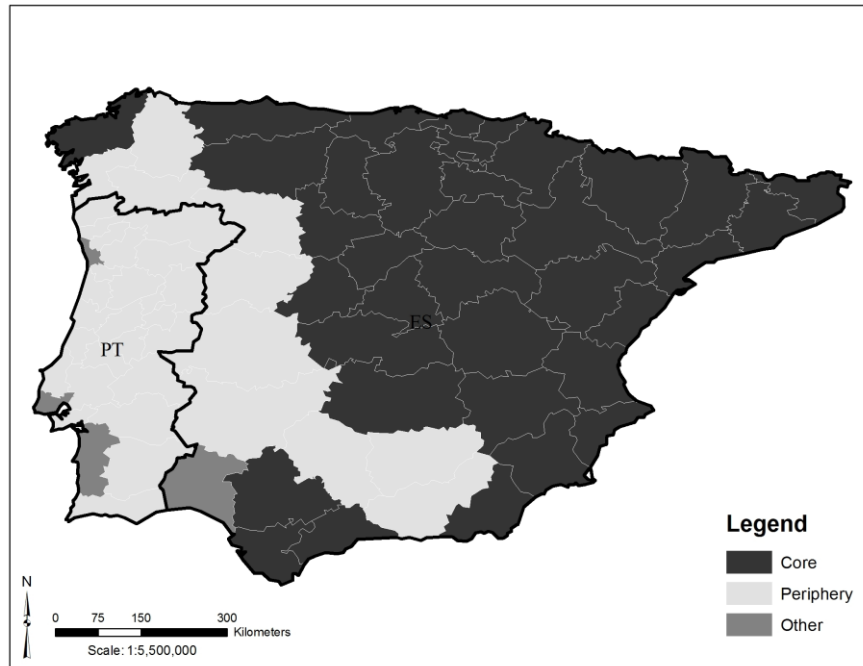 ES
PT
Legend
Core
Periphery
Other
N
0 75 150 300
Kilometers
Scale: 1:5,500,000